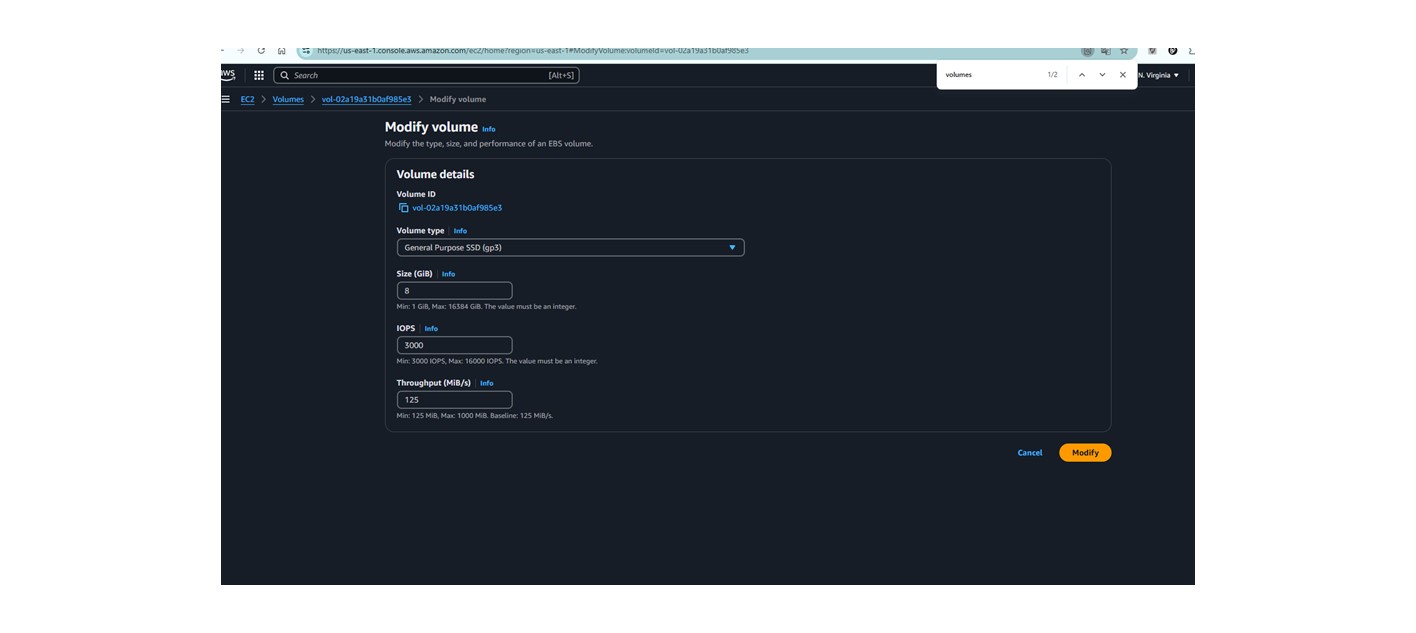 https://us-east-1.console.aws.amazon.com/ec2/home?region=us-east-1#ModifyVolume:volumeId=vol-02a19a31b0af985e3
aws
Search [Alt+S]
volumes 1/2
N. Virginia
EC2 > Volumes > vol-02a19a31b0af985e3 > Modify volume
Modify volume Info
Modify the type, size, and performance of an EBS volume.
Volume details
Volume ID
vol-02a19a31b0af985e3
Volume type Info
General Purpose SSD (gp3)
Size (GiB) Info
8
Min: 1 GiB, Max: 16384 GiB. The value must be an integer.
IOPS Info
3000
Min: 3000 IOPS, Max: 16000 IOPS. The value must be an integer.
Throughput (MiB/s) Info
125
Min: 125 MiB, Max: 1000 MiB. Baseline: 125 MiB/s.
Cancel Modify